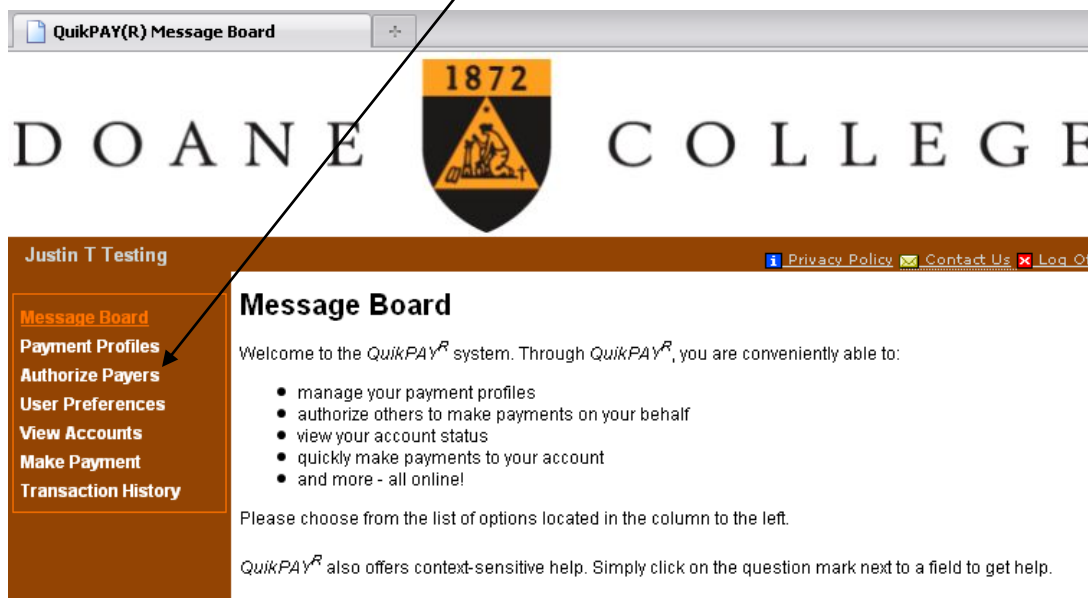 QuikPAY(R) Message Board
1872
DOANE COLLEGE
Justin T Testing
Privacy Policy Contact Us Log Of
Message Board
Payment Profiles
Authorize Payers
User Preferences
View Accounts
Make Payment
Transaction History
Message Board
Welcome to the QuikPAYR system. Through QuikPAYR, you are conveniently able to:
• manage your payment profiles
• authorize others to make payments on your behalf
• view your account status
• quickly make payments to your account
• and more - all online!
Please choose from the list of options located in the column to the left.
QuikPAYR also offers context-sensitive help. Simply click on the question mark next to a field to get help.